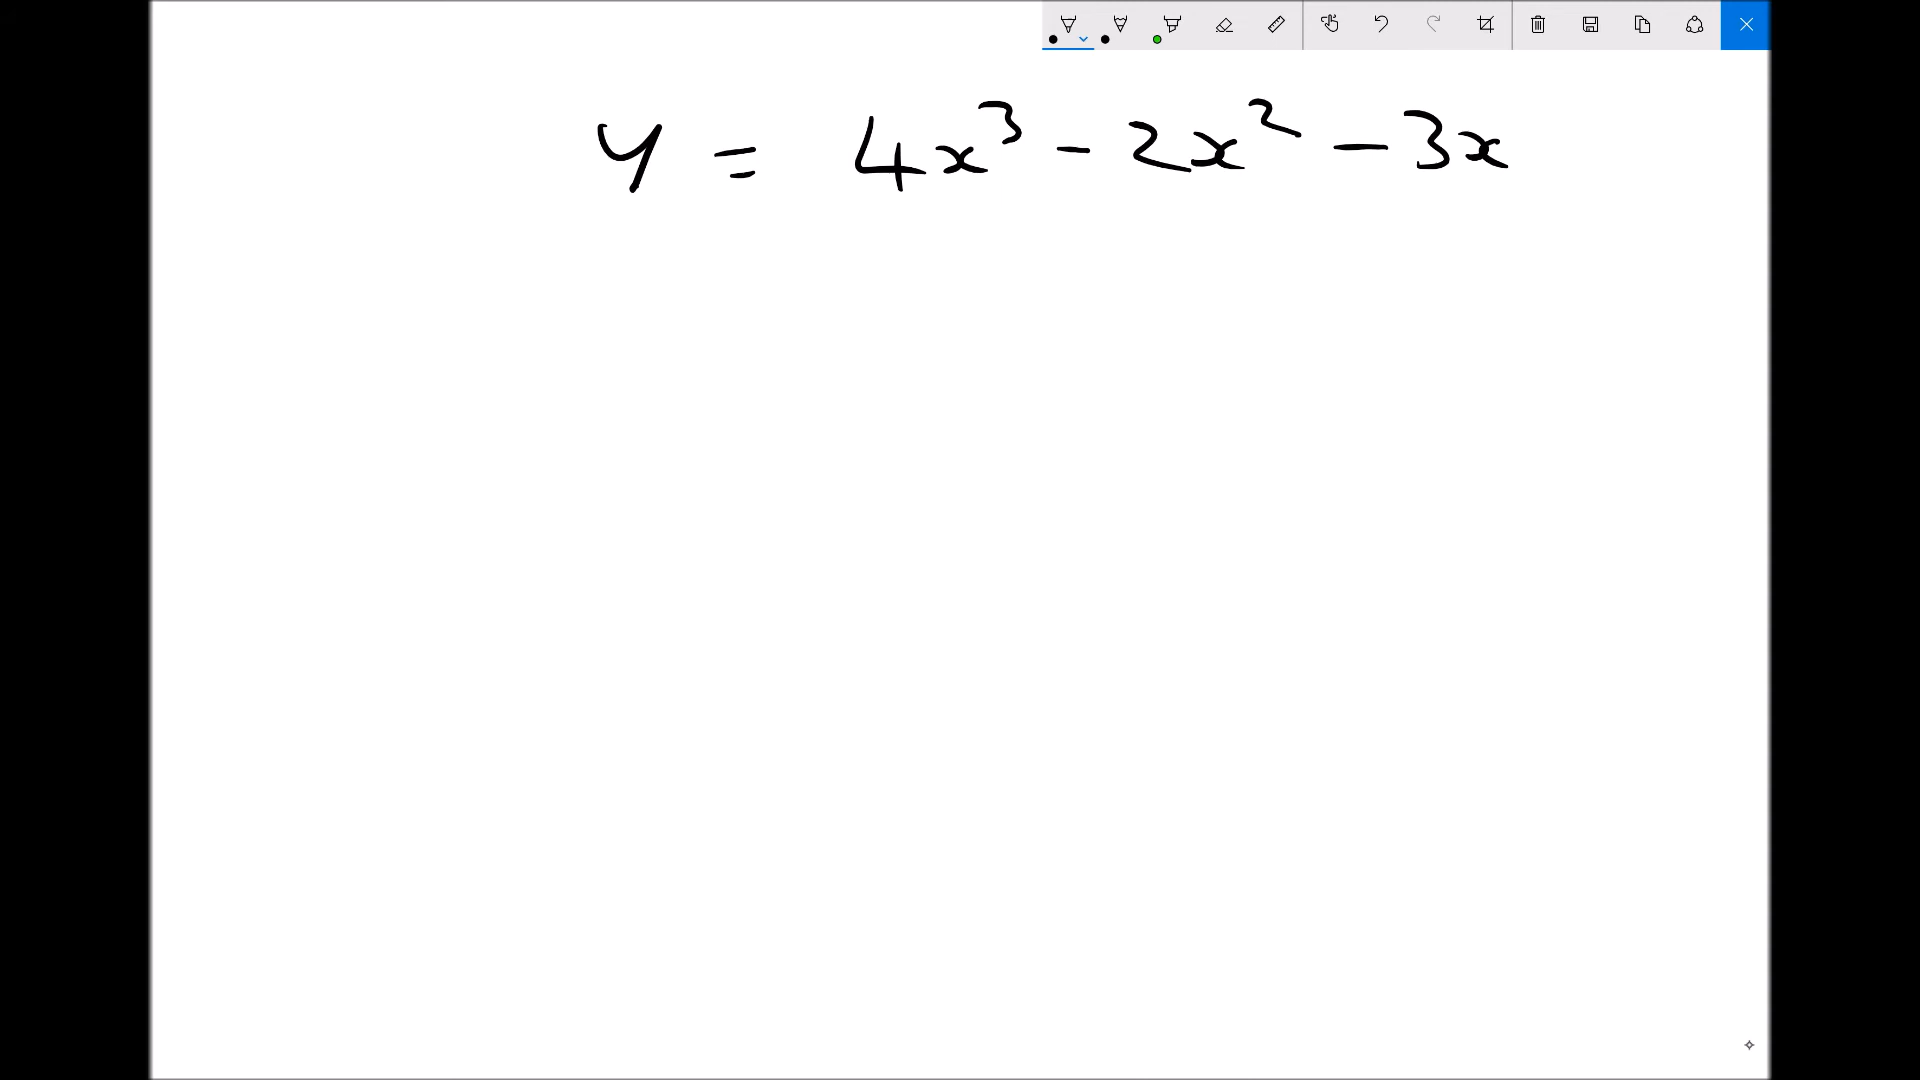 y = 4x³ - 2x² - 3x